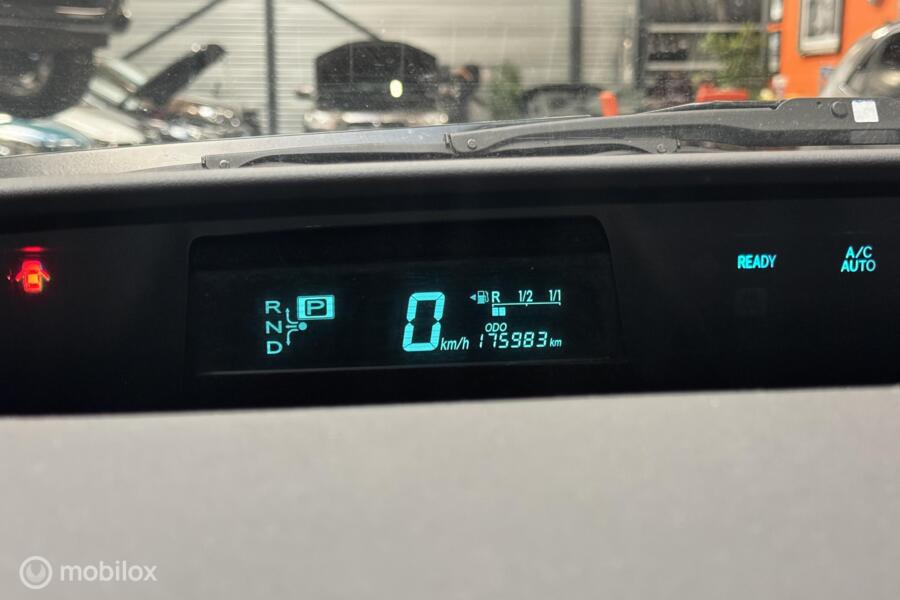 READY
A/C
AUTO
R
P
N
D
0 km/h
R 1/2 1/1
ODO
175983 km
mobilox